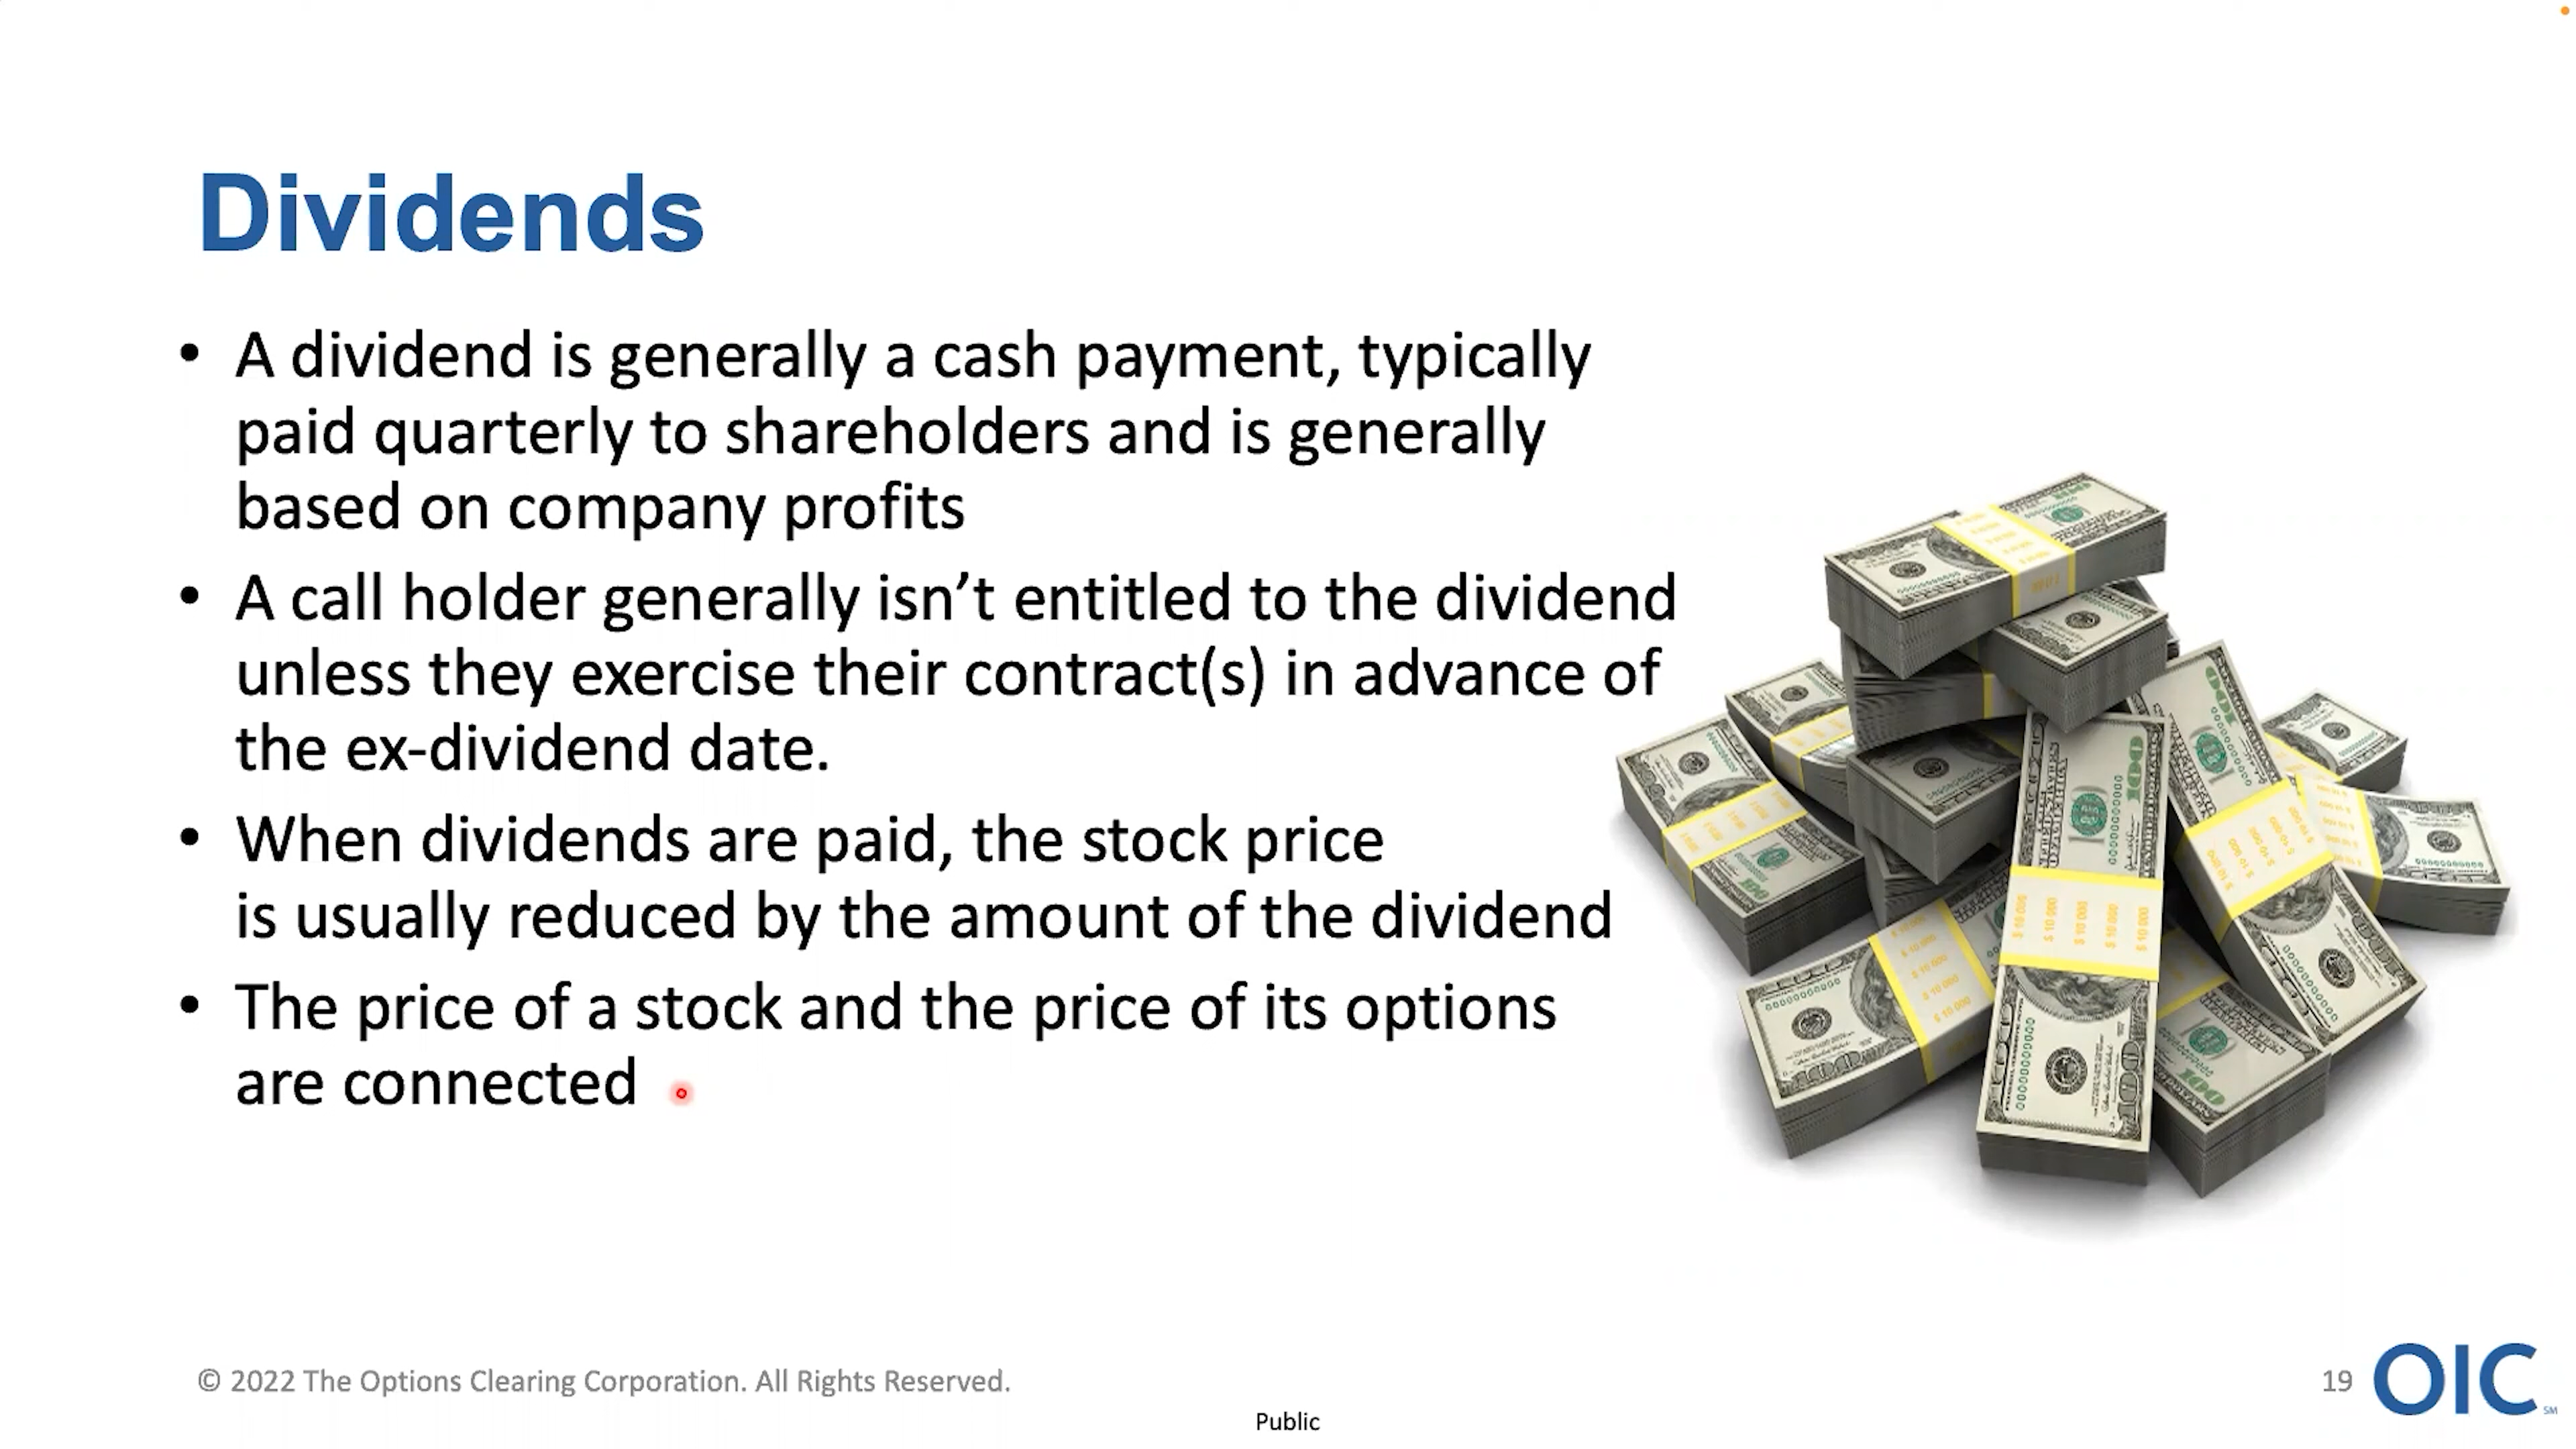 Dividends
• A dividend is generally a cash payment, typically
paid quarterly to shareholders and is generally
based on company profits
• A call holder generally isn’t entitled to the dividend
unless they exercise their contract(s) in advance of
the ex-dividend date.
• When dividends are paid, the stock price
is usually reduced by the amount of the dividend
• The price of a stock and the price of its options
are connected
© 2022 The Options Clearing Corporation. All Rights Reserved.
19
OIC
SM
Public